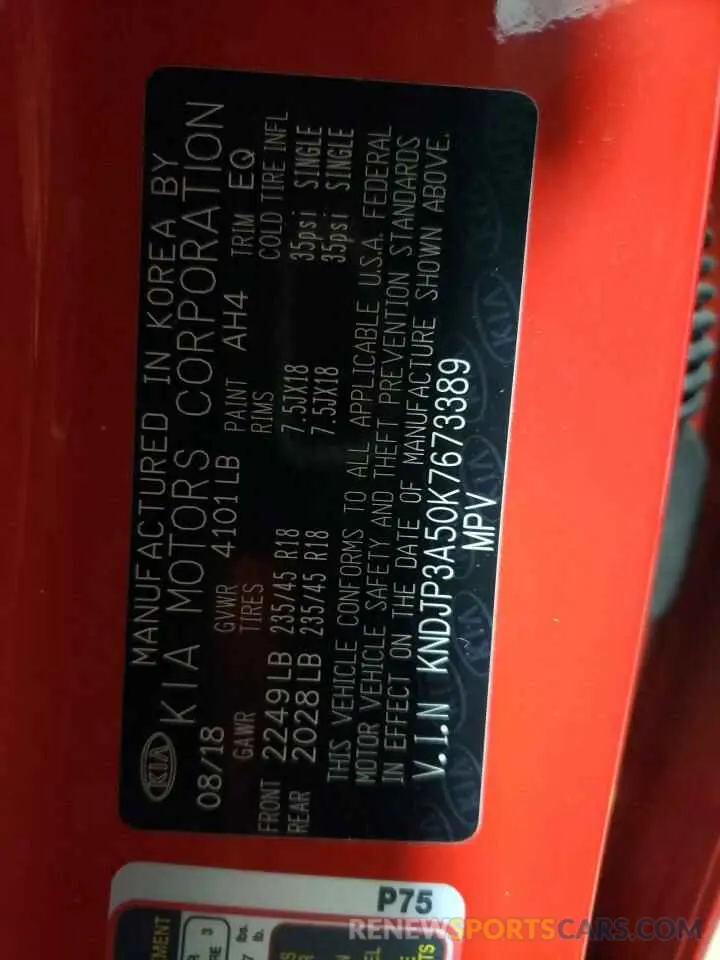 MANUFACTURED IN KOREA BY
KIA KIA MOTORS CORPORATION
08/18 GVWR 4101LB PAINT AH4 TRIM EQ
GAWR TIRES RIMS COLD TIRE INFL
FRONT 2249LB 235/45 R18 7.5JX18 35psi SINGLE
REAR 2028LB 235/45 R18 7.5JX18 35psi SINGLE
THIS VEHICLE CONFORMS TO ALL APPLICABLE U.S.A. FEDERAL
MOTOR VEHICLE SAFETY AND THEFT PREVENTION STANDARDS
IN EFFECT ON THE DATE OF MANUFACTURE SHOWN ABOVE.
V.I.N KNDJP3A50K7673389
MPV
P75
RENEWSPORTSCARS.COM